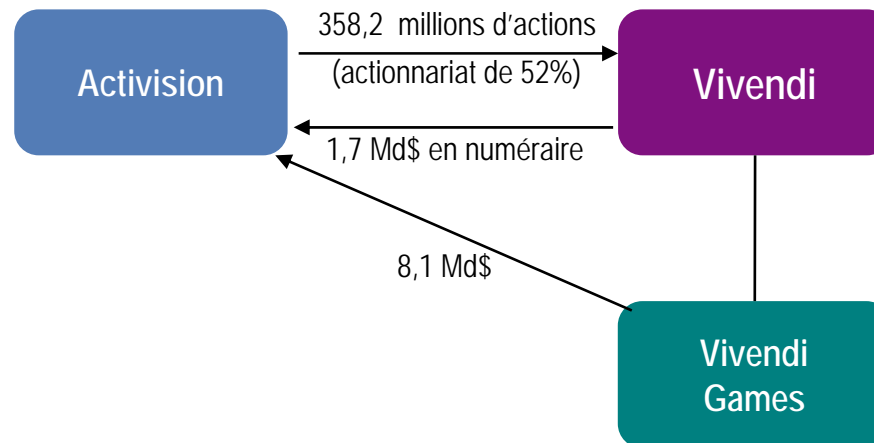 358,2 millions d’actions
(actionnariat de 52%)
Activision
Vivendi
1,7 Md$ en numéraire
8,1 Md$
Vivendi
Games